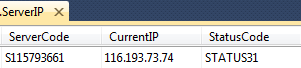 .ServerIP
ServerCode CurrentIP StatusCode
S115793661 116.193.73.74 STATUS31